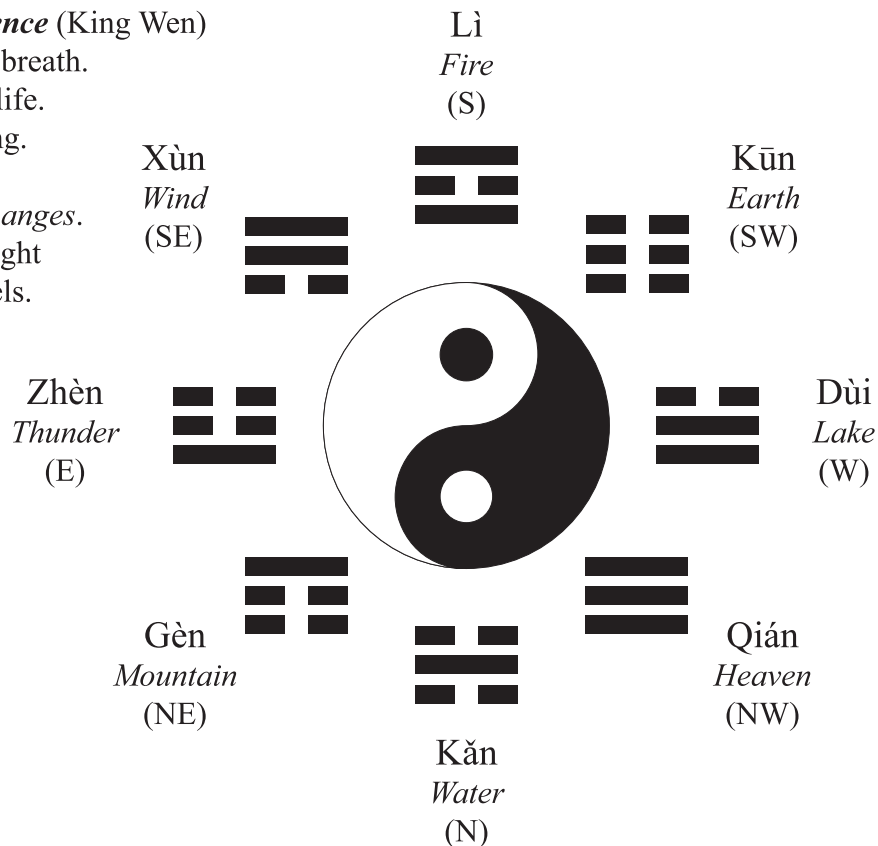 ence (King Wen)
breath.
life.
ng.
anges.
ght
els.
Lì
Fire
(S)
Xùn
Wind
(SE)
Kūn
Earth
(SW)
Zhèn
Thunder
(E)
Dùi
Lake
(W)
Gèn
Mountain
(NE)
Qián
Heaven
(NW)
Kǎn
Water
(N)